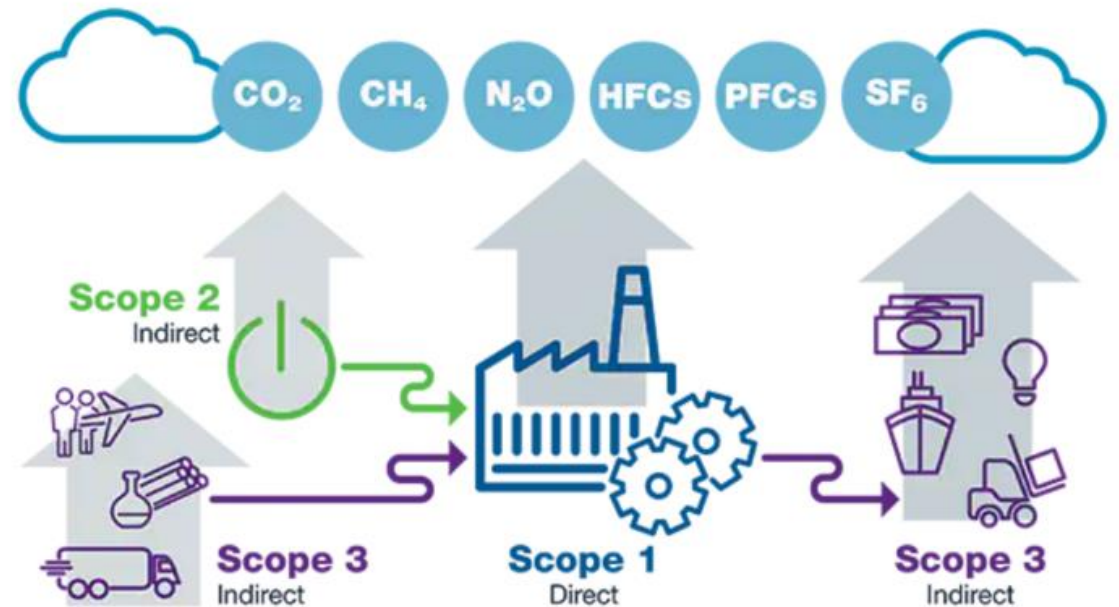 CO₂ CH₄ N₂O HFCs PFCs SF₆
Scope 2
Indirect
Scope 3
Indirect
Scope 1
Direct
Scope 3
Indirect